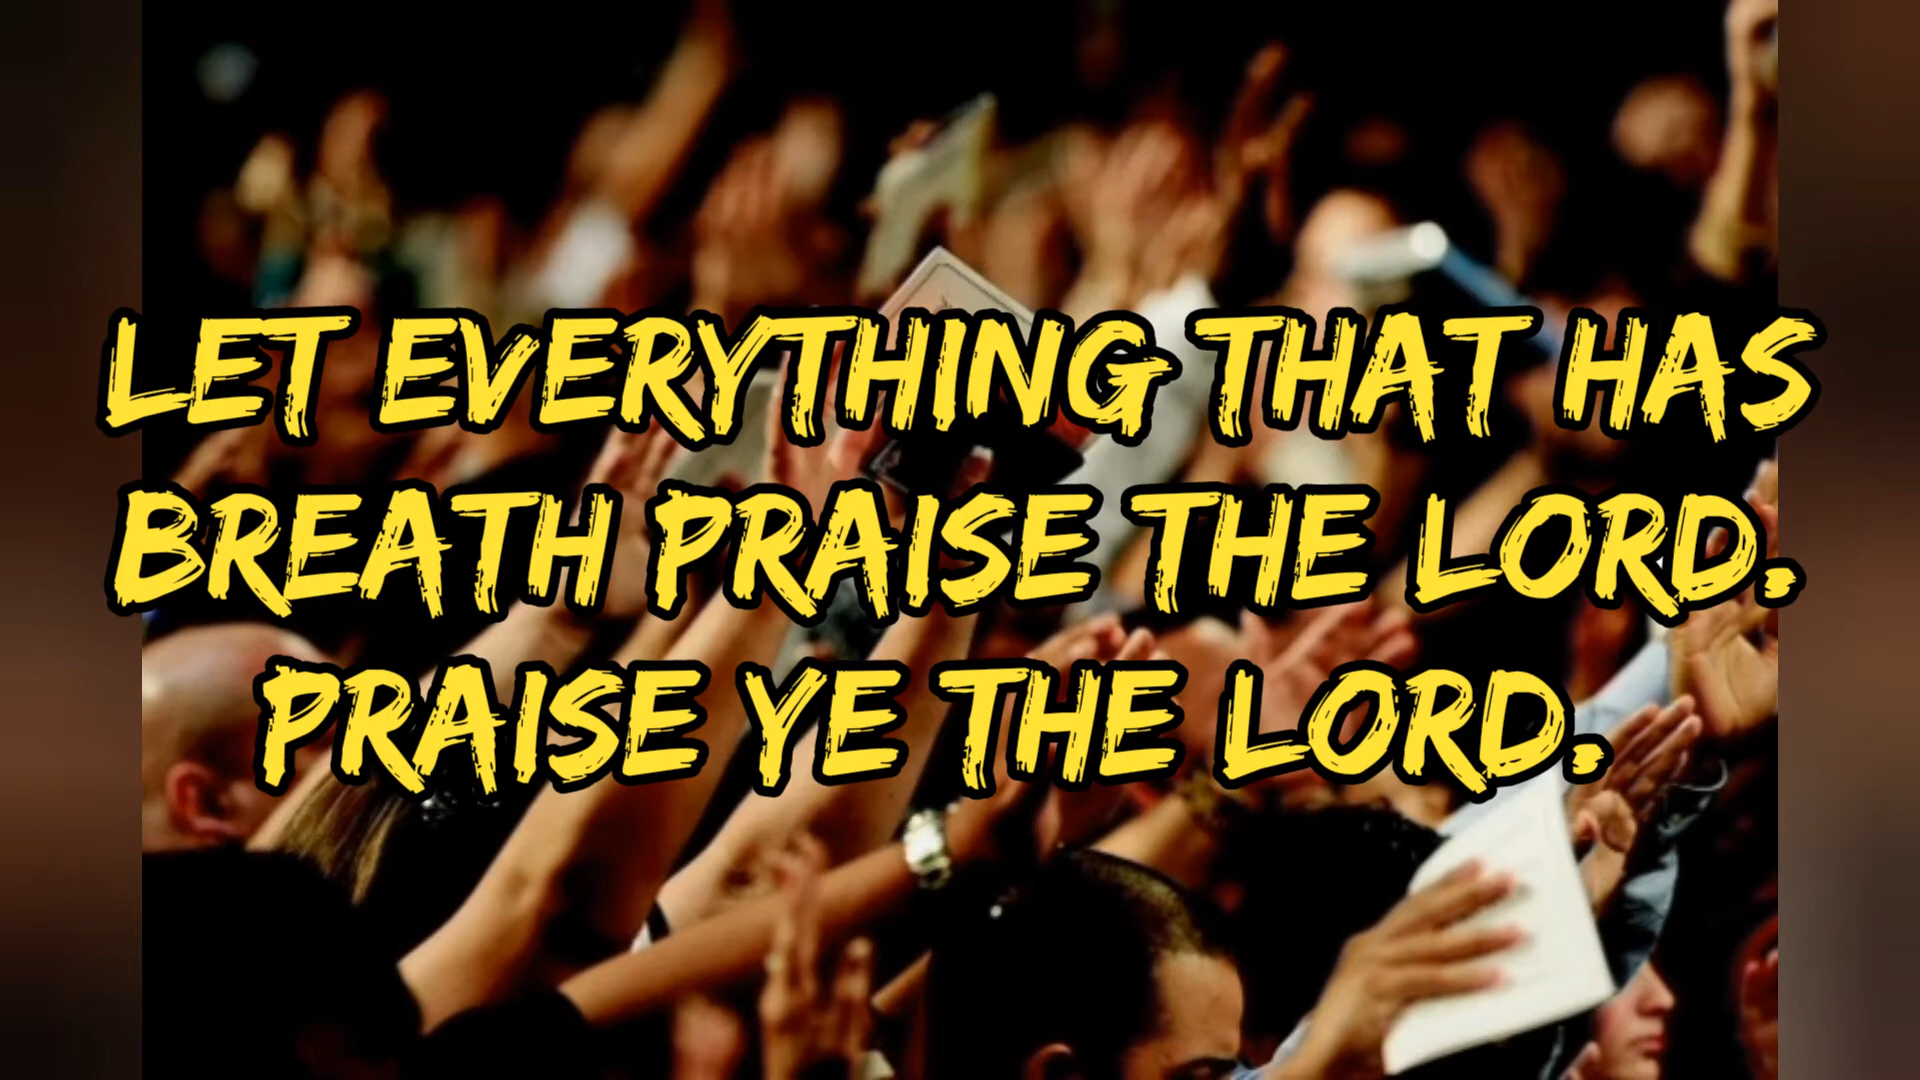 LET EVERYTHING THAT HAS
BREATH PRAISE THE LORD.
PRAISE YE THE LORD.